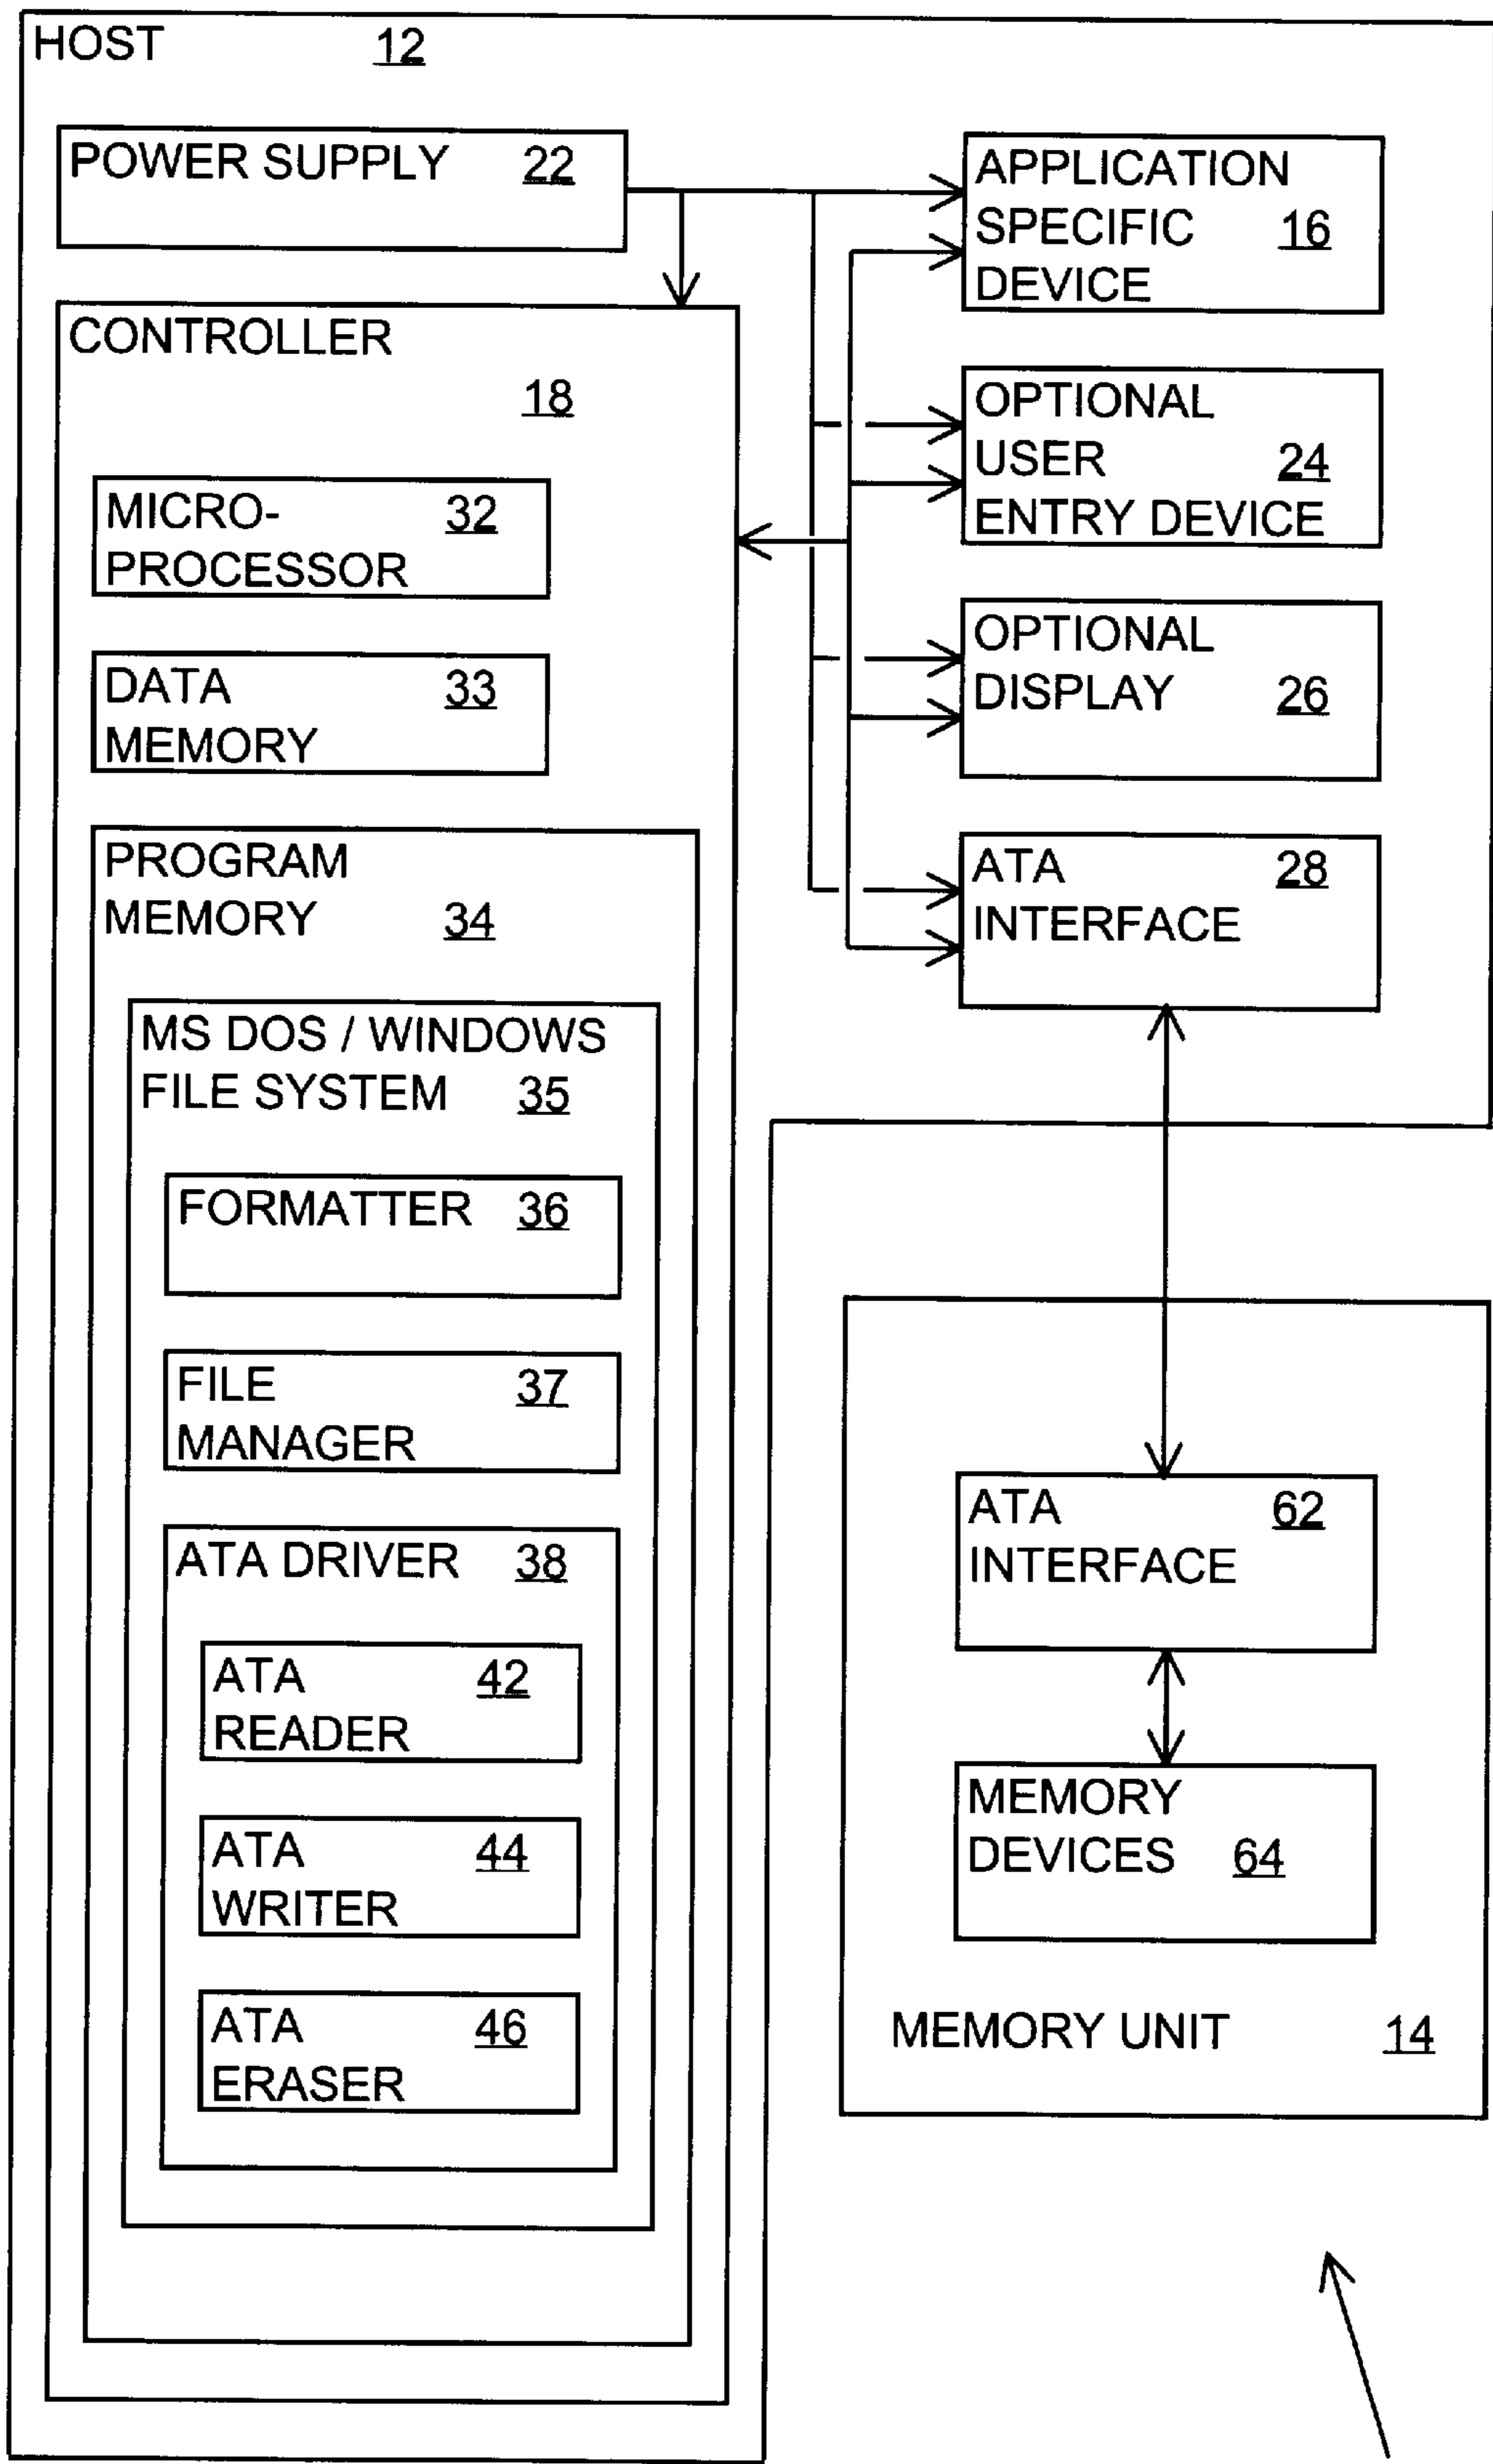 HOST 12
POWER SUPPLY 22
CONTROLLER
18
MICRO- 32
PROCESSOR
DATA 33
MEMORY
PROGRAM
MEMORY 34
MS DOS / WINDOWS
FILE SYSTEM 35
FORMATTER 36
FILE 37
MANAGER
ATA DRIVER 38
ATA 42
READER
ATA 44
WRITER
ATA 46
ERASER
APPLICATION
SPECIFIC 16
DEVICE
OPTIONAL
USER 24
ENTRY DEVICE
OPTIONAL
DISPLAY 26
ATA 28
INTERFACE
ATA 62
INTERFACE
MEMORY
DEVICES 64
MEMORY UNIT 14